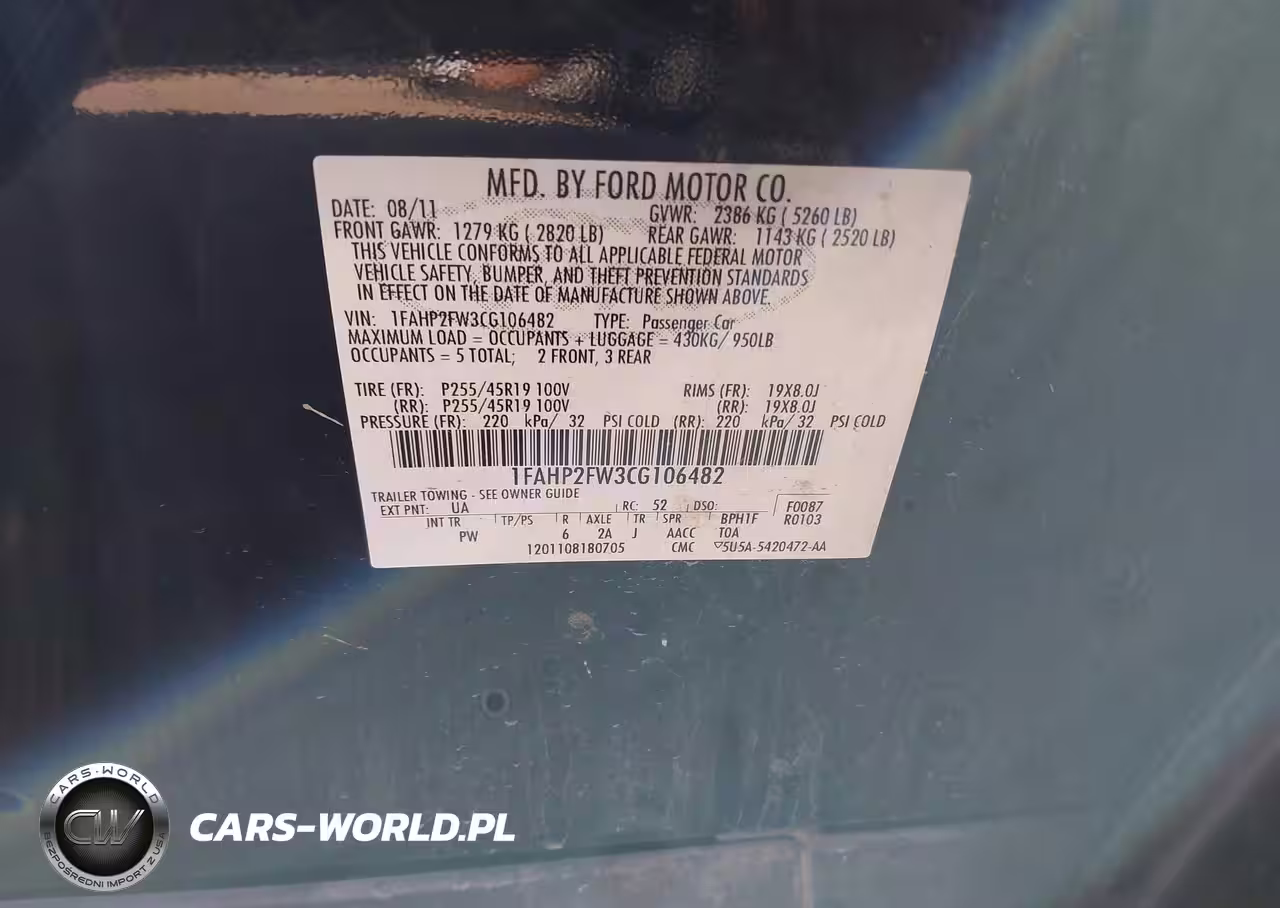 MFD. BY FORD MOTOR CO.
DATE: 08/11 GVWR: 2386 KG ( 5260 LB)
FRONT GAWR: 1279 KG ( 2820 LB) REAR GAWR: 1143 KG ( 2520 LB)
THIS VEHICLE CONFORMS TO ALL APPLICABLE FEDERAL MOTOR
VEHICLE SAFETY, BUMPER, AND THEFT PREVENTION STANDARDS
IN EFFECT ON THE DATE OF MANUFACTURE SHOWN ABOVE.
VIN: 1FAHP2FW3CG106482 TYPE: Passenger Car
MAXIMUM LOAD = OCCUPANTS + LUGGAGE = 430KG/ 950LB
OCCUPANTS = 5 TOTAL; 2 FRONT, 3 REAR
TIRE (FR): P255/45R19 100V RIMS (FR): 19X8.0J
(RR): P255/45R19 100V (RR): 19X8.0J
PRESSURE (FR): 220 kPa/ 32 PSI COLD (RR): 220 kPa/ 32 PSI COLD
1FAHP2FW3CG106482
TRAILER TOWING - SEE OWNER GUIDE
EXT PNT: UA RC: 52 DSO: F0087
INT TR TP/PS R AXLE TR SPR BPH1F R0103
PW 6 2A J AACC TOA
1201108180705 CMC 5U5A-5420472-AA
CARS-WORLD
CW
BEZPOŚREDNI IMPORT Z USA
CARS-WORLD.PL